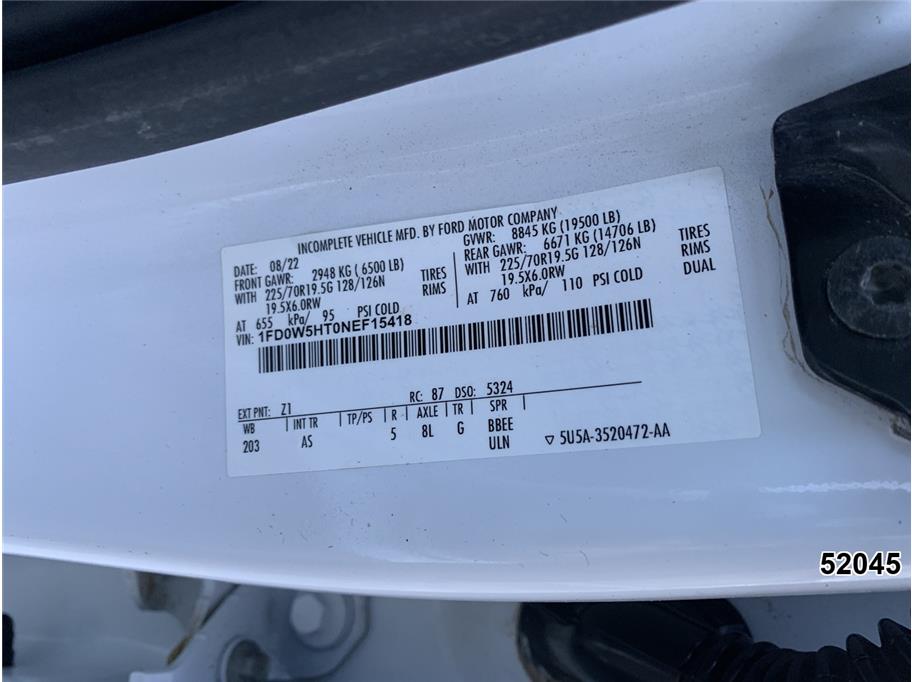 INCOMPLETE VEHICLE MFD. BY FORD MOTOR COMPANY
DATE: 08/22
FRONT GAWR: 2948 KG ( 6500 LB)
WITH 225/70R19.5G 128/126N TIRES
19.5X6.0RW RIMS
AT 655 kPa/ 95 PSI COLD
GVWR: 8845 KG (19500 LB)
REAR GAWR: 6671 KG (14706 LB)
WITH 225/70R19.5G 128/126N TIRES
19.5X6.0RW RIMS
AT 760 kPa/ 110 PSI COLD DUAL
VIN: 1FD0W5HT0NEF15418
EXT PNT: Z1 RC: 87 DSO: 5324
WB | INT TR | TP/PS | R | AXLE | TR | SPR |
203 AS 5 8L G BBEE
ULN ▽ 5U5A-3520472-AA
52045